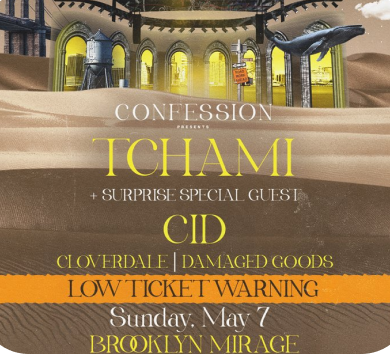 CONFESSION
PRESENTS
TCHAMI
+ SURPRISE SPECIAL GUEST
CID
CLOVERDALE | DAMAGED GOODS
LOW TICKET WARNING
Sunday, May 7
BROOKLYN MIRAGE